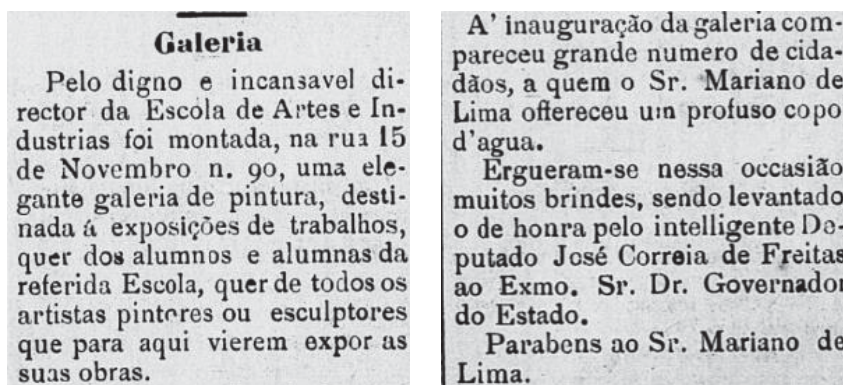 Galeria
Pelo digno e incansavel di-
rector da Escóla de Artes e In-
dustrias foi montada, na rua 15
de Novembro n. 90, uma ele-
gante galeria de pintura, desti-
nada á exposições de trabalhos,
quer dos alumnos e alumnas da
referida Escola, quer de todos os
artistas pintores ou esculptores
que para aqui vierem expor as
suas obras.
A' inauguração da galeria com-
pareceu grande numero de cida-
dãos, a quem o Sr. Mariano de
Lima offereceu um profuso copo
d'agua.
Ergueram-se nessa occasião
muitos brindes, sendo levantado
o de honra pelo intelligente De-
putado José Correia de Freitas
ao Exmo. Sr. Dr. Governador
do Estado.
Parabens ao Sr. Mariano de
Lima.